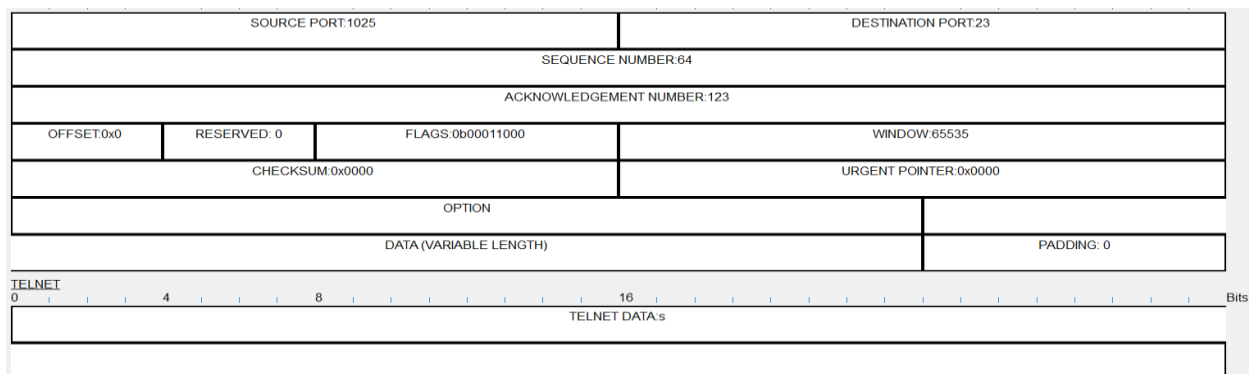 SOURCE PORT:1025 DESTINATION PORT:23
SEQUENCE NUMBER:64
ACKNOWLEDGEMENT NUMBER:123
OFFSET:0x0 RESERVED: 0 FLAGS:0b00011000 WINDOW:65535
CHECKSUM:0x0000 URGENT POINTER:0x0000
OPTION
DATA (VARIABLE LENGTH) PADDING: 0
TELNET
0 4 8 16 Bits
TELNET DATA:s